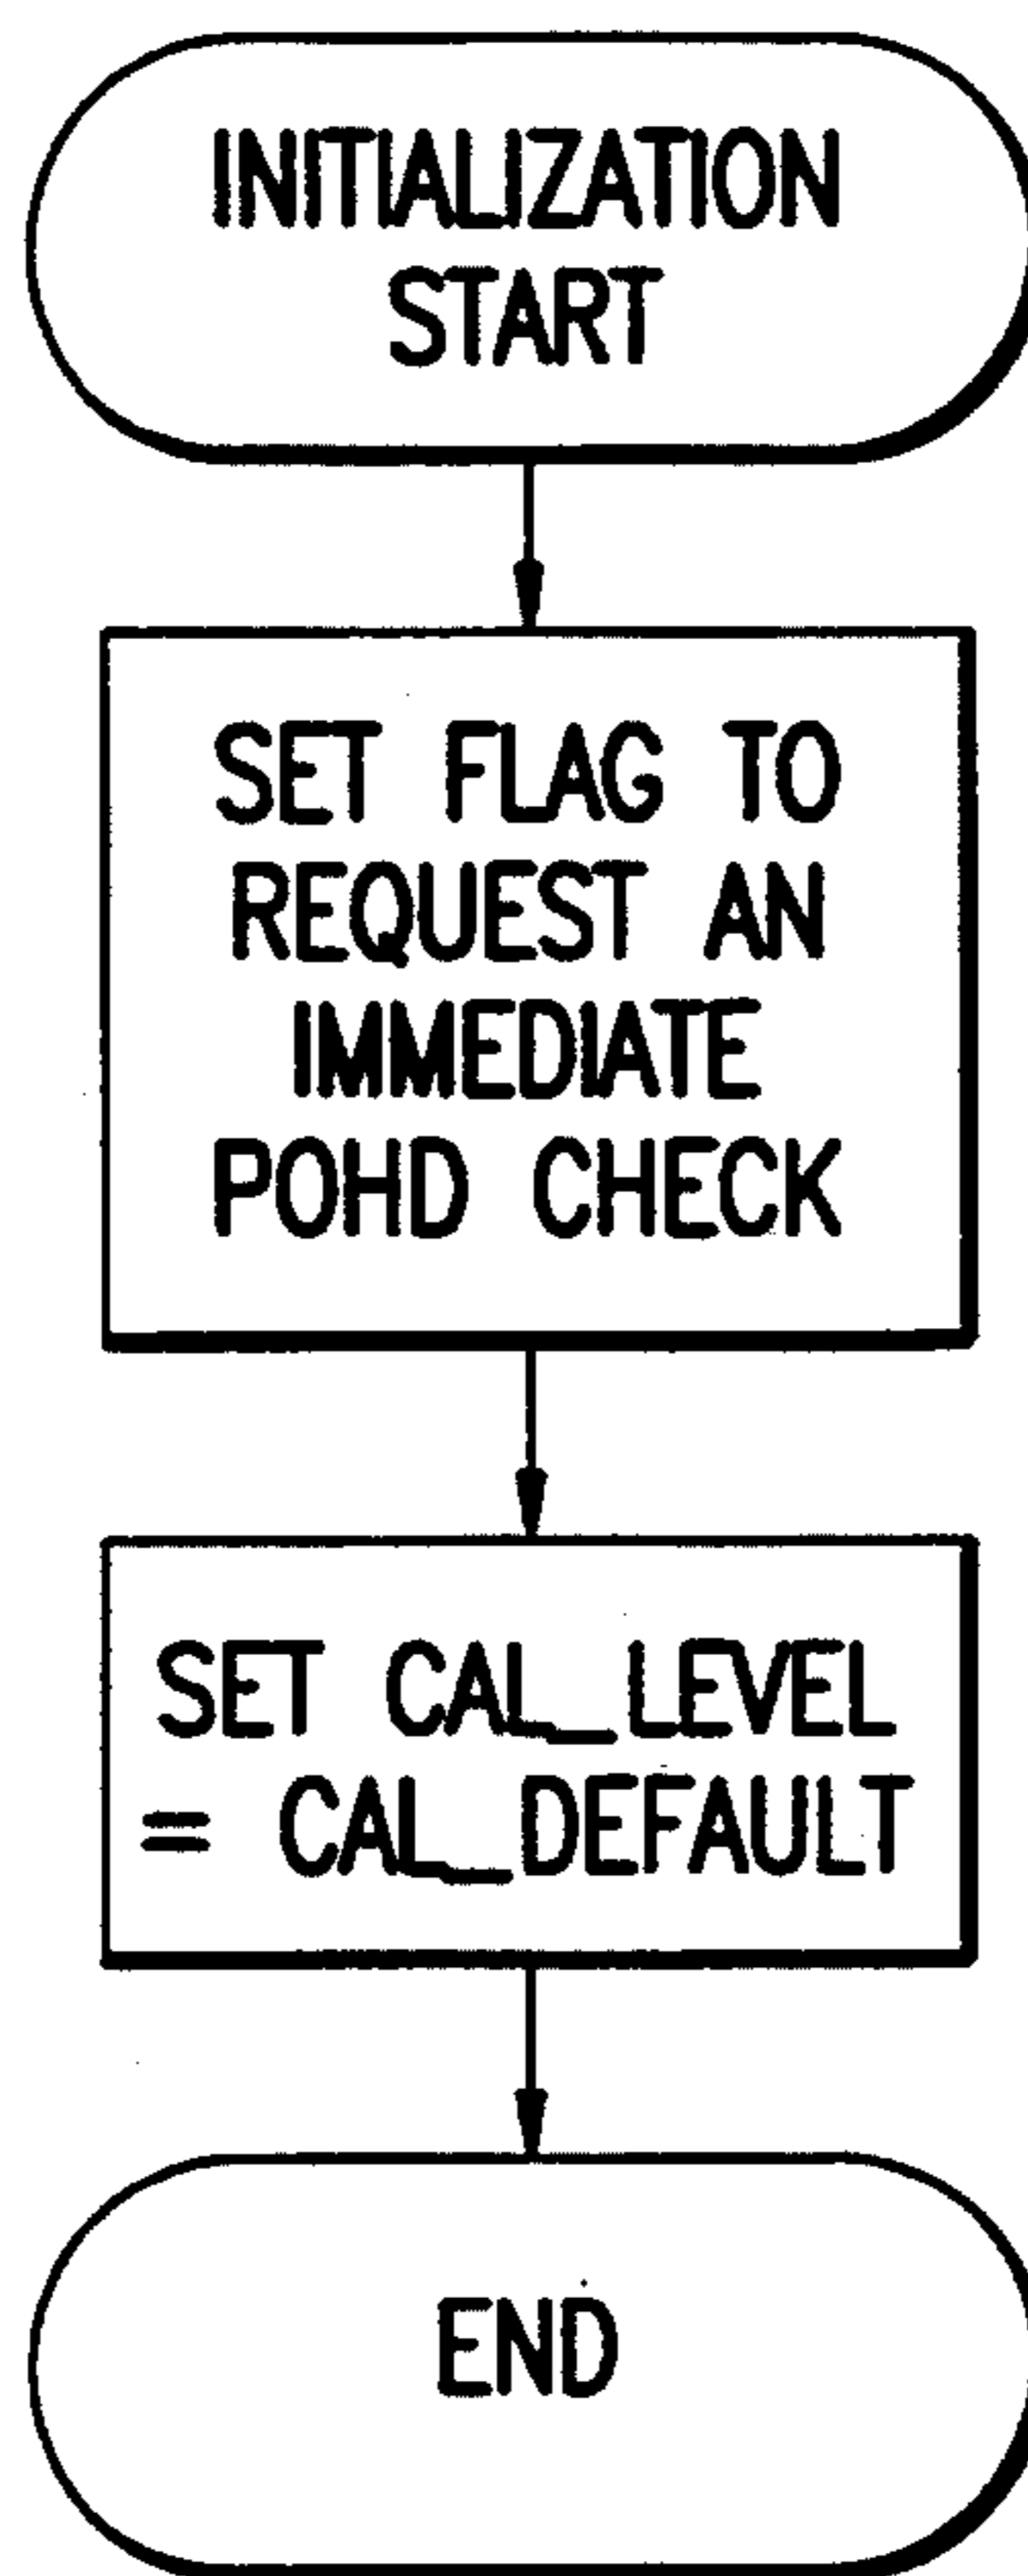 INITIALIZATION
START
SET FLAG TO
REQUEST AN
IMMEDIATE
POHD CHECK
SET CAL_LEVEL
= CAL_DEFAULT
END